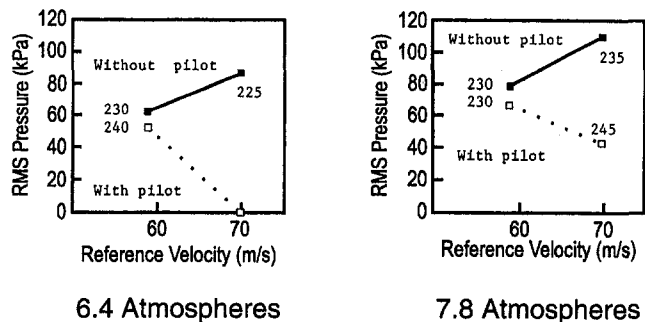 RMS Pressure (kPa)
120
100
80
60
40
20
0
Without pilot
230
240
225
With pilot
60
70
Reference Velocity (m/s)
6.4 Atmospheres
RMS Pressure (kPa)
120
100
80
60
40
20
0
Without pilot
230
230
235
245
With pilot
60
70
Reference Velocity (m/s)
7.8 Atmospheres